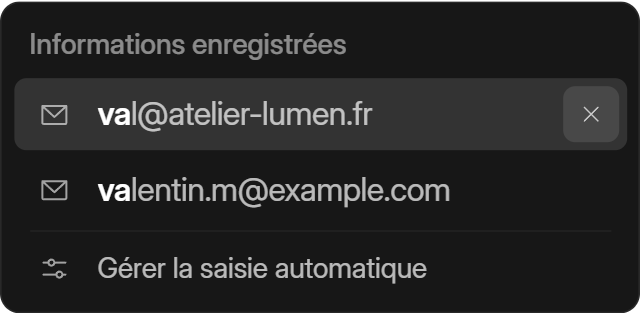 Informations enregistrées
val@atelier-lumen.fr
valentin.m@example.com
Gérer la saisie automatique